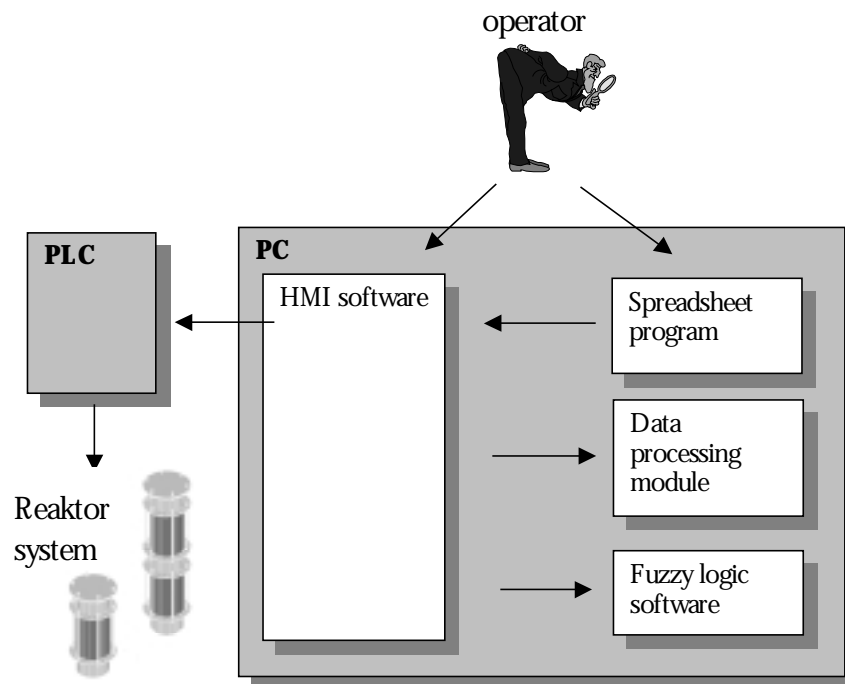 operator
PLC
PC
HMI software
Spreadsheet
program
Data
processing
module
Fuzzy logic
software
Reaktor
system